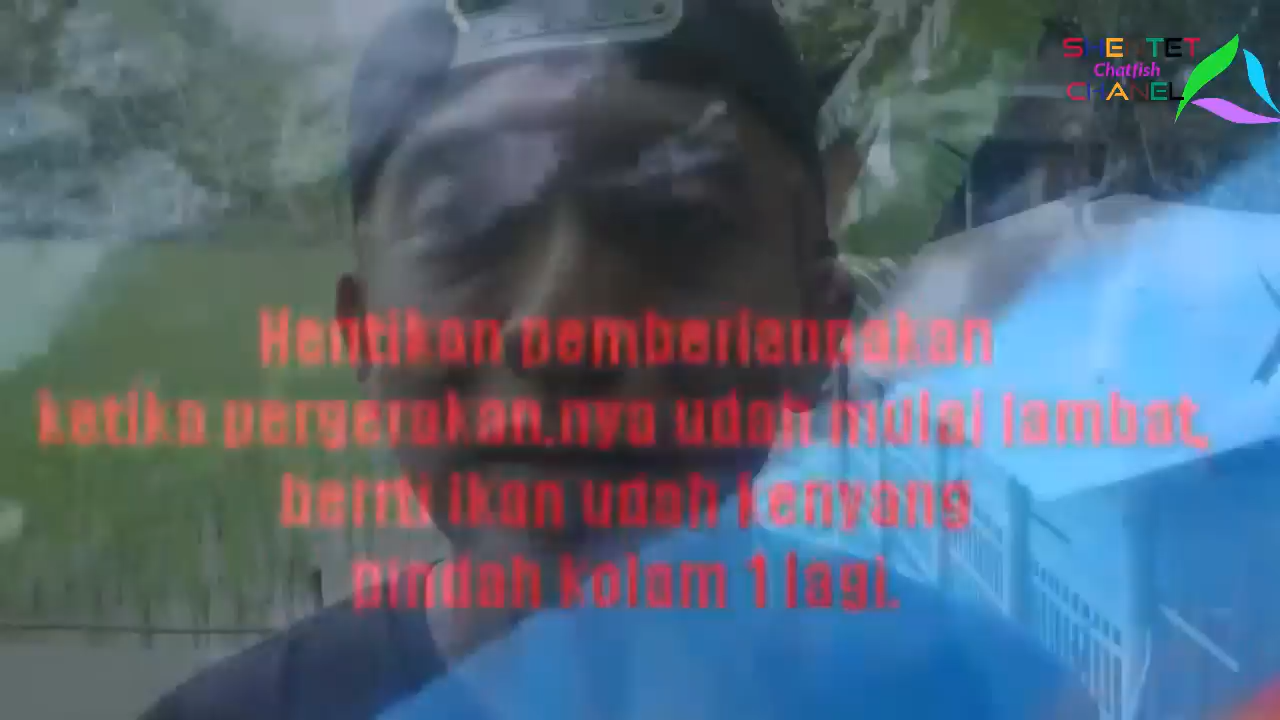 SHENTET
Chatfish
CHANEL
Hentikan pemberianpakan
ketika pergerakan,nya udah mulai lambat,
berrti ikan udah kenyang
pindah kolam 1 lagi.